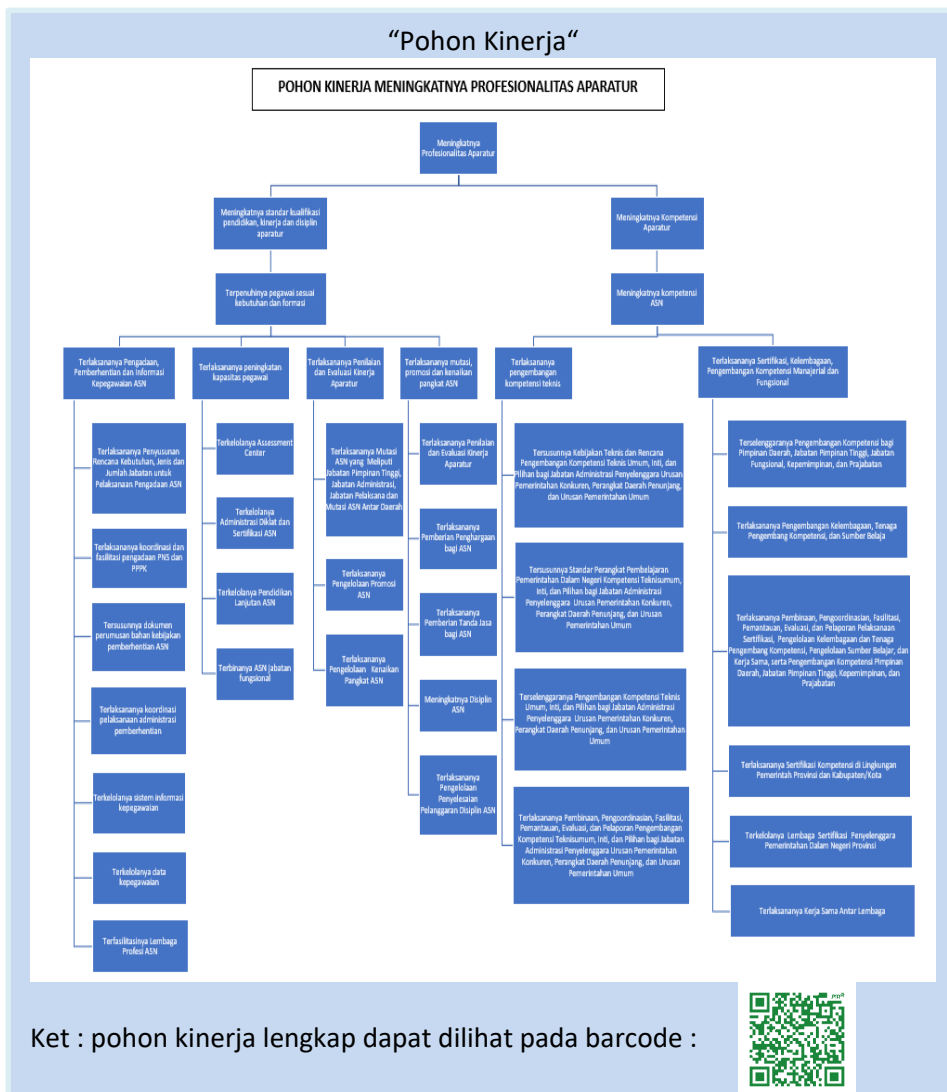 “Pohon Kinerja“
POHON KINERJA MENINGKATNYA PROFESIONALITAS APARATUR
Meningkatnya
Profesionalitas Aparatur
Meningkatnya standar kualifikasi
pendidikan, kinerja dan disiplin
aparatur
Meningkatnya Kompetensi
Aparatur
Terpenuhinya pegawai sesuai
kebutuhan dan formasi
Meningkatnya kompetensi
ASN
Terlaksananya Pengadaan,
Pemberhentian dan Informasi
Kepegawaian ASN
Terlaksananya peningkatan
kapasitas pegawai
Terlaksananya Penilaian
dan Evaluasi Kinerja
Aparatur
Terlaksananya mutasi,
promosi dan kenaikan
pangkat ASN
Terlaksananya
pengembangan
kompetensi teknis
Terlaksananya Sertifikasi, Kelembagaan,
Pengembangan Kompetensi Manajerial dan
Fungsional
Terlaksananya Penyusunan
Rencana Kebutuhan, Jenis dan
Jumlah Jabatan untuk
Pelaksanaan Pengadaan ASN
Terlaksananya koordinasi dan
fasilitasi pengadaan PNS dan
PPPK
Tersusunnya dokumen
perumusan bahan kebijakan
pemberhentian ASN
Terlaksananya koordinasi
pelaksanaan administrasi
pemberhentian
Terkelolanya sistem informasi
kepegawaian
Terkelolanya data
kepegawaian
Terfasilitasinya Lembaga
Profesi ASN
Terkelolanya Assessment
Center
Terkelolanya
Administrasi Diklat dan
Sertifikasi ASN
Terkelolanya Pendidikan
Lanjutan ASN
Terbinanya ASN Jabatan
fungsional
Terlaksananya Mutasi
ASN yang Meliputi
Jabatan Pimpinan Tinggi,
Jabatan Administrasi,
Jabatan Pelaksana dan
Mutasi ASN Antar Daerah
Terlaksananya
Pengelolaan Promosi
ASN
Terlaksananya
Pengelolaan Kenaikan
Pangkat ASN
Terlaksananya Penilaian
dan Evaluasi Kinerja
Aparatur
Terlaksananya
Pemberian Penghargaan
bagi ASN
Terlaksananya
Pemberian Tanda Jasa
bagi ASN
Meningkatnya Disiplin
ASN
Terlaksananya
Pengelolaan
Penyelesaian
Pelanggaran Disiplin ASN
Tersusunnya Kebijakan Teknis dan Rencana
Pengembangan Kompetensi Teknis Umum, Inti, dan
Pilihan bagi Jabatan Administrasi Penyelenggara Urusan
Pemerintahan Konkuren, Perangkat Daerah Penunjang,
dan Urusan Pemerintahan Umum
Tersusunnya Standar Perangkat Pembelajaran
Pemerintahan Dalam Negeri Kompetensi Teknisumum,
Inti, dan Pilihan bagi Jabatan Administrasi
Penyelenggara Urusan Pemerintahan Konkuren,
Perangkat Daerah Penunjang, dan Urusan
Pemerintahan Umum
Terselenggaranya Pengembangan Kompetensi Teknis
Umum, Inti, dan Pilihan bagi Jabatan Administrasi
Penyelenggara Urusan Pemerintahan Konkuren,
Perangkat Daerah Penunjang, dan Urusan Pemerintahan
Umum
Terlaksananya Pembinaan, Pengoordinasian, Fasilitasi,
Pemantauan, Evaluasi, dan Pelaporan Pengembangan
Kompetensi Teknisumum, Inti, dan Pilihan bagi Jabatan
Administrasi Penyelenggara Urusan Pemerintahan
Konkuren, Perangkat Daerah Penunjang, dan Urusan
Pemerintahan Umum
Terselenggaranya Pengembangan Kompetensi bagi
Pimpinan Daerah, Jabatan Pimpinan Tinggi, Jabatan
Fungsional, Kepemimpinan, dan Prajabatan
Terlaksananya Pengembangan Kelembagaan, Tenaga
Pengembang Kompetensi, dan Sumber Belaja
Terlaksananya Pembinaan, Pengoordinasian, Fasilitasi,
Pemantauan, Evaluasi, dan Pelaporan Pelaksanaan
Sertifikasi, Pengelolaan Kelembagaan dan Tenaga
Pengembang Kompetensi, Pengelolaan Sumber Belajar, dan
Kerja Sama, serta Pengembangan Kompetensi Pimpinan
Daerah, Jabatan Pimpinan Tinggi, Kepemimpinan, dan
Prajabatan
Terlaksananya Sertifikasi Kompetensi di Lingkungan
Pemerintah Provinsi dan Kabupaten/Kota
Terkelolanya Lembaga Sertifikasi Penyelenggara
Pemerintahan Dalam Negeri Provinsi
Terlaksananya Kerja Sama Antar Lembaga
Ket : pohon kinerja lengkap dapat dilihat pada barcode :